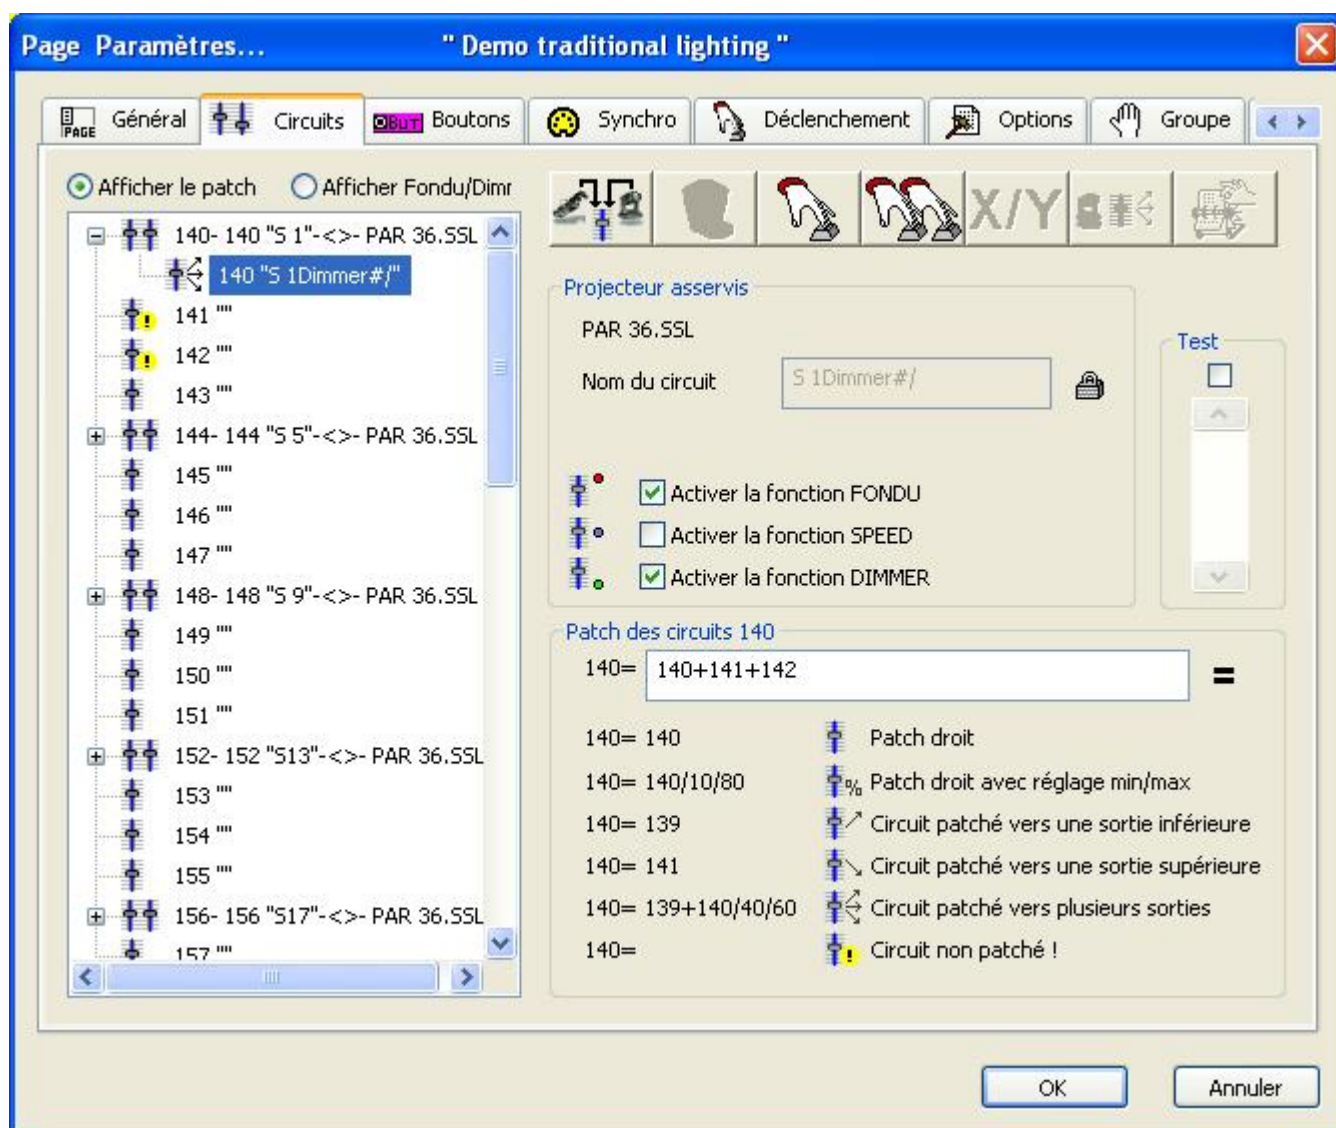 Page Paramètres... " Demo traditional lighting "
PAGE Général Circuits BUT Boutons Synchro Déclenchement Options Groupe
Afficher le patch Afficher Fondu/Dimr
140- 140 "S 1"-<>- PAR 36.SSL
140 "S 1Dimmer#/"
141 ""
142 ""
143 ""
144- 144 "S 5"-<>- PAR 36.SSL
145 ""
146 ""
147 ""
148- 148 "S 9"-<>- PAR 36.SSL
149 ""
150 ""
151 ""
152- 152 "S13"-<>- PAR 36.SSL
153 ""
154 ""
155 ""
156- 156 "S17"-<>- PAR 36.SSL
157 ""
X/Y
Projecteur asservis
PAR 36.SSL
Nom du circuit S 1Dimmer#/
Activer la fonction FONDU
Activer la fonction SPEED
Activer la fonction DIMMER
Test
Patch des circuits 140
140= 140+141+142 =
140= 140 Patch droit
140= 140/10/80 % Patch droit avec réglage min/max
140= 139 Circuit patché vers une sortie inférieure
140= 141 Circuit patché vers une sortie supérieure
140= 139+140/40/60 Circuit patché vers plusieurs sorties
140= Circuit non patché !
OK Annuler